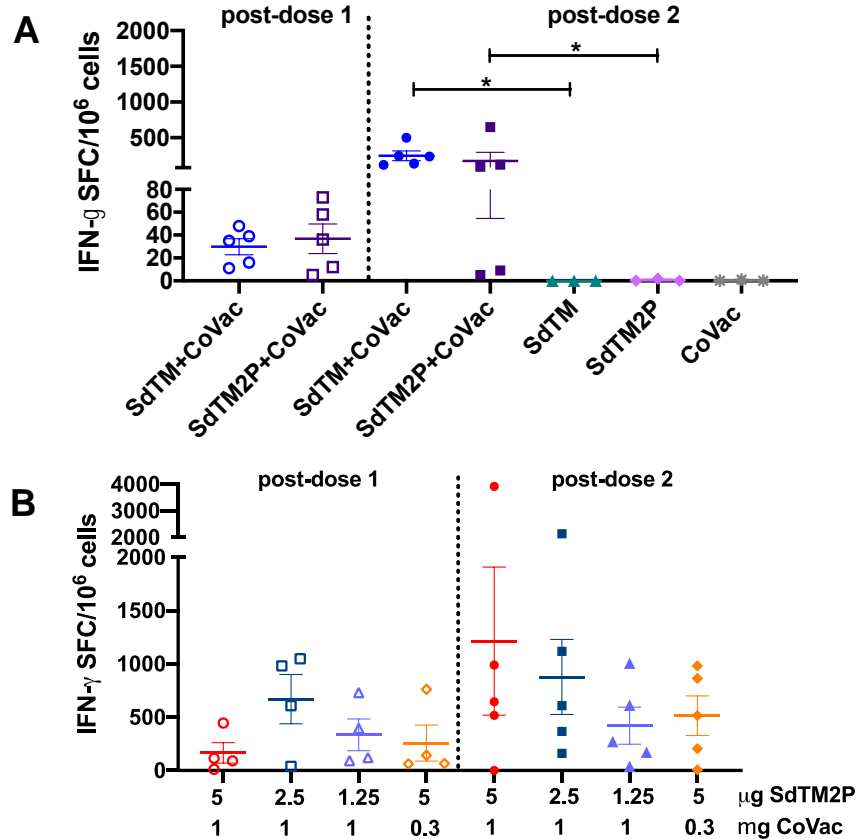 A
post-dose 1
post-dose 2
IFN-g SFC/10⁶ cells
2000
1500
1000
500
80
60
40
20
0
*
*
SdTM+CoVac
SdTM2P+CoVac
SdTM+CoVac
SdTM2P+CoVac
SdTM
SdTM2P
CoVac
B
post-dose 1
post-dose 2
IFN-γ SFC/10⁶ cells
4000
3000
2000
2000
1500
1000
500
0
5 2.5 1.25 5 5 2.5 1.25 5 μg SdTM2P
1 1 1 0.3 1 1 1 0.3 mg CoVac